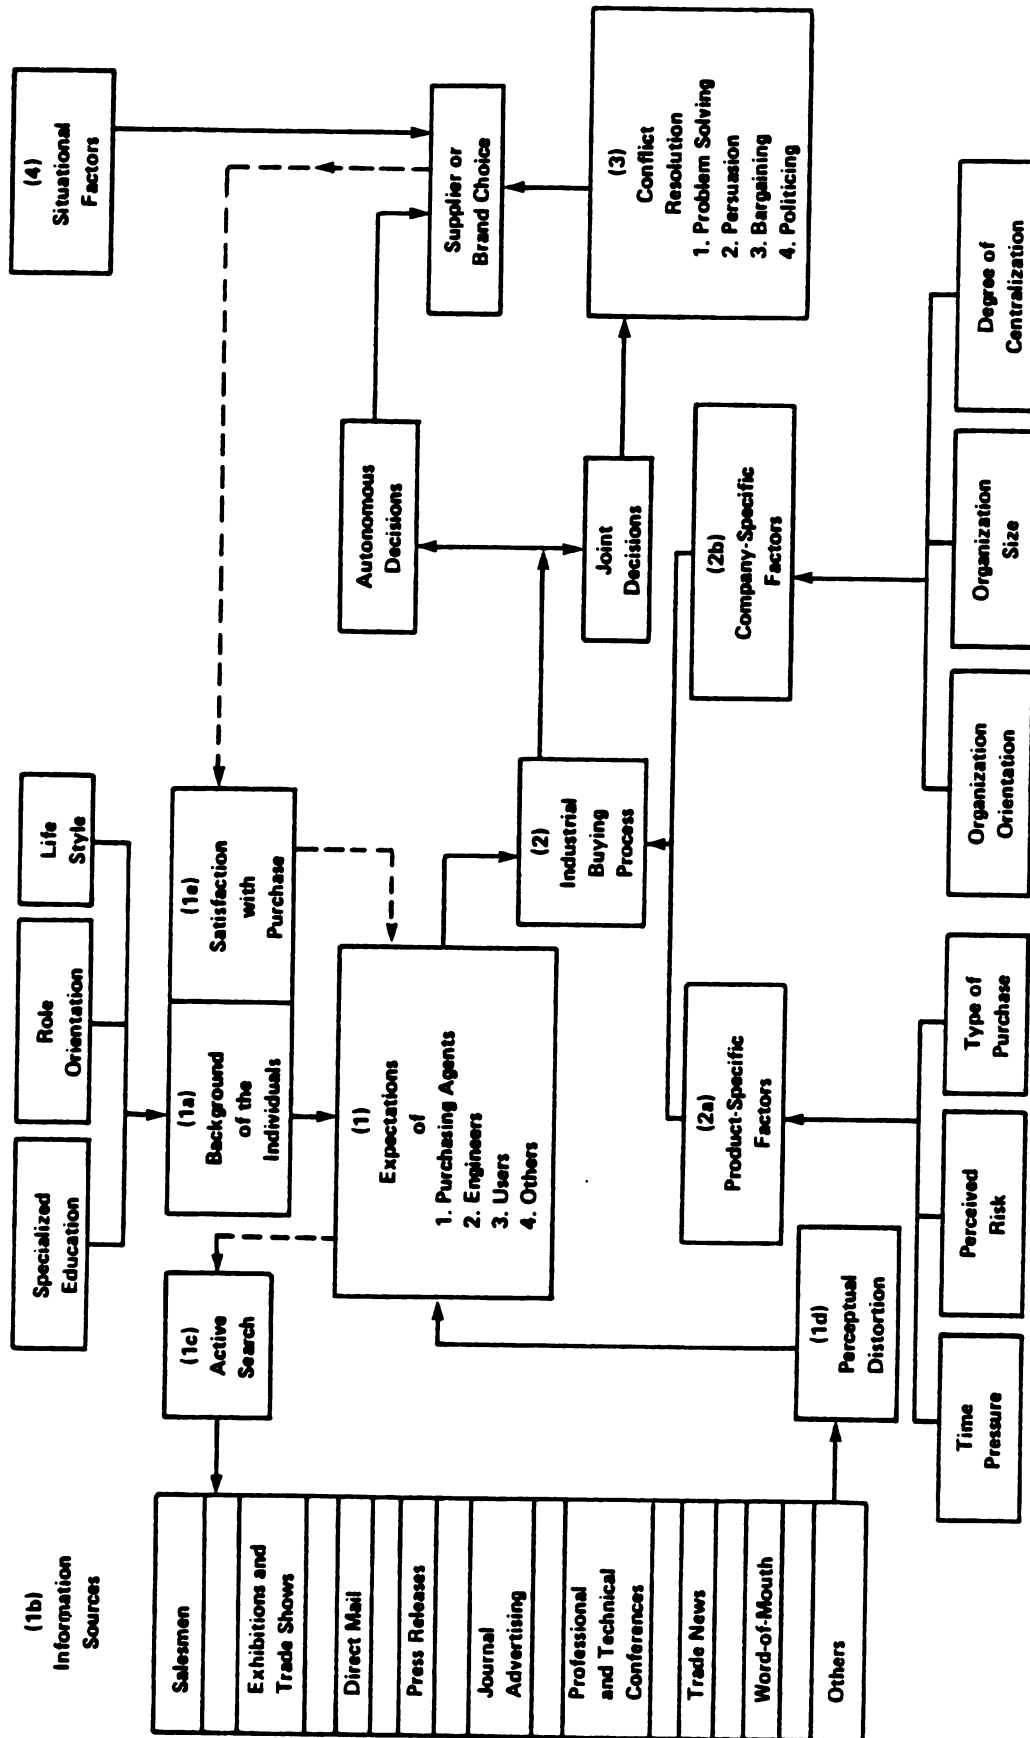 (1b)
Information
Sources
Salesmen
Exhibitions and
Trade Shows
Direct Mail
Press Releases
Journal
Advertising
Professional
and Technical
Conferences
Trade News
Word-of-Mouth
Others
Specialized
Education
Role
Orientation
Life
Style
(1c)
Active
Search
(1a)
Background
of the
Individuals
(1e)
Satisfaction
with
Purchase
(1)
Expectations
of
1. Purchasing Agents
2. Engineers
3. Users
4. Others
(1d)
Perceptual
Distortion
(2)
Industrial
Buying
Process
(2a)
Product-Specific
Factors
Time
Pressure
Perceived
Risk
Type of
Purchase
(2b)
Company-Specific
Factors
Organization
Orientation
Organization
Size
Degree of
Centralization
Autonomous
Decisions
Joint
Decisions
(4)
Situational
Factors
Supplier or
Brand Choice
(3)
Conflict
Resolution
1. Problem Solving
2. Persuasion
3. Bargaining
4. Politicing